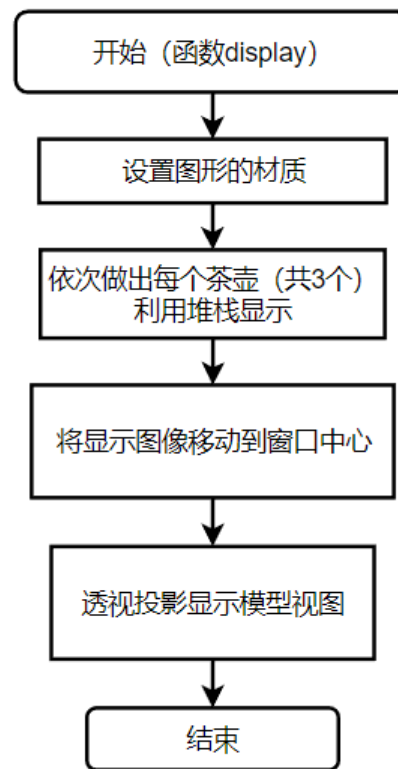 开始（函数display）
设置图形的材质
依次做出每个茶壶（共3个）
利用堆栈显示
将显示图像移动到窗口中心
透视投影显示模型视图
结束